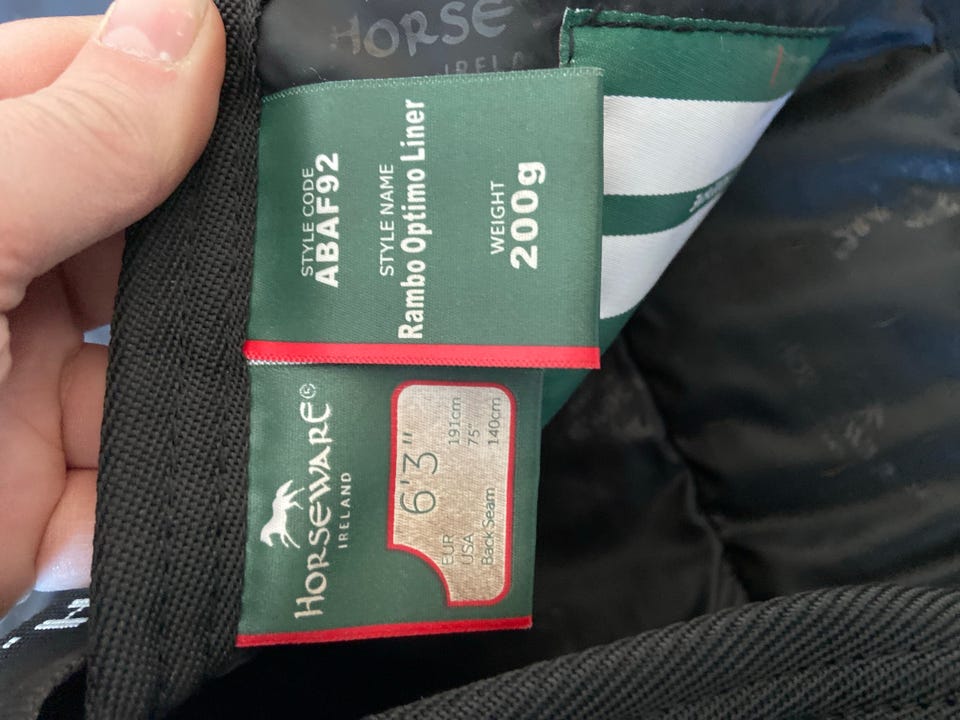 HORSE
STYLE CODE
ABAF92
STYLE NAME
Rambo Optimo Liner
WEIGHT
200g
HORSEWARE®
IRELAND
6'3"
EUR 191cm
USA 75"
Back Seam 140cm